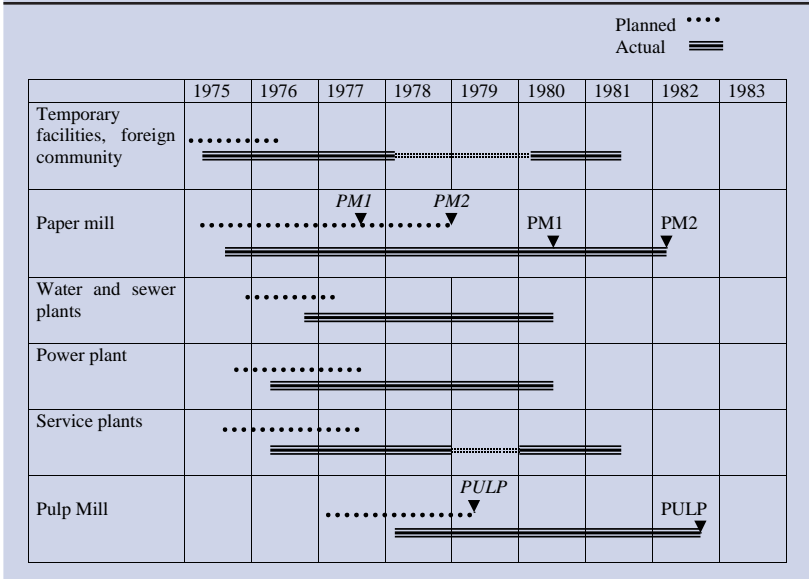 Planned
Actual
1975 1976 1977 1978 1979 1980 1981 1982 1983
Temporary
facilities, foreign
community
PM1 PM2
Paper mill PM1 PM2
Water and sewer
plants
Power plant
Service plants
PULP
Pulp Mill PULP